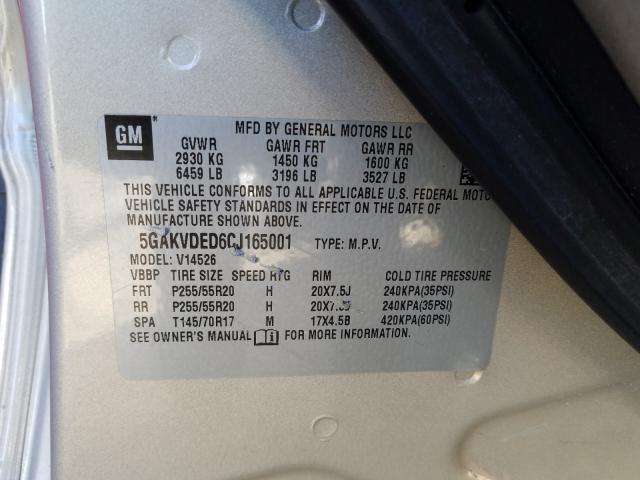 GM
MFD BY GENERAL MOTORS LLC
GVWR GAWR FRT GAWR RR
2930 KG 1450 KG 1600 KG
6459 LB 3196 LB 3527 LB
THIS VEHICLE CONFORMS TO ALL APPLICABLE U.S. FEDERAL MOTO
VEHICLE SAFETY STANDARDS IN EFFECT ON THE DATE OF
MANUFACTURE SHOWN ABOVE.
5GAKVDED6CJ165001 TYPE: M.P.V.
MODEL: V14526
VBBP TIRE SIZE SPEED RTG RIM COLD TIRE PRESSURE
FRT P255/55R20 H 20X7.5J 240KPA(35PSI)
RR P255/55R20 H 20X7.5J 240KPA(35PSI)
SPA T145/70R17 M 17X4.5B 420KPA(60PSI)
SEE OWNER'S MANUAL FOR MORE INFORMATION.